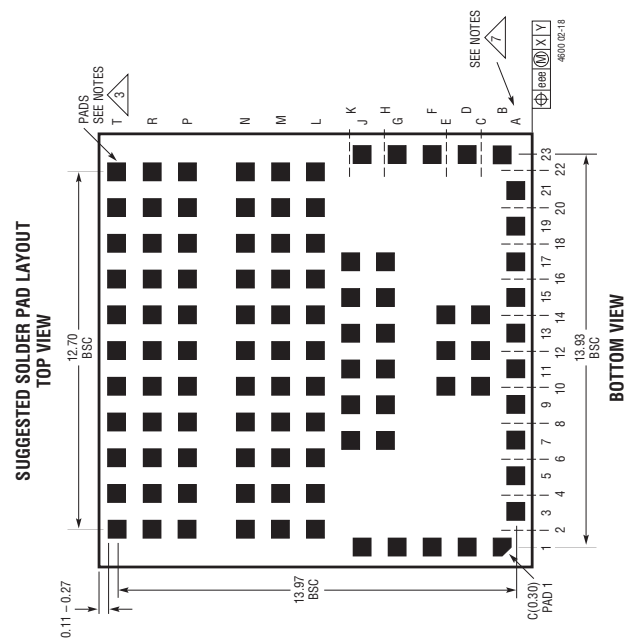 SUGGESTED SOLDER PAD LAYOUT
TOP VIEW
PADS
SEE NOTES
3
12.70
BSC
0.11 – 0.27
13.97
BSC
T
R
P
N
M
L
K
J
H
G
F
E
D
C
B
A
SEE NOTES
7
eee M X Y
4600 02-18
1 2 3 4 5 6 7 8 9 10 11 12 13 14 15 16 17 18 19 20 21 22 23
C(0.30)
PAD 1
13.93
BSC
BOTTOM VIEW